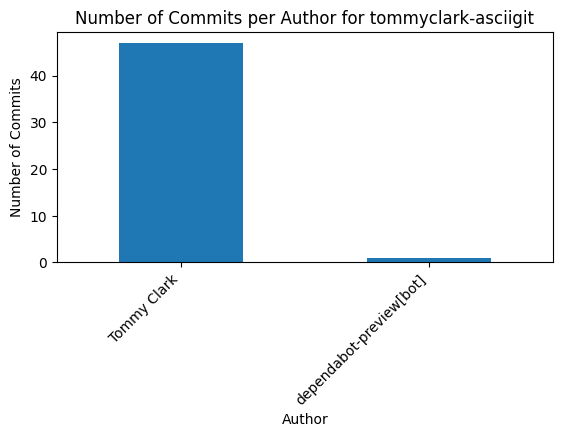 Number of Commits per Author for tommyclark-asciigit
Number of Commits
40
30
20
10
0
Tommy Clark
dependabot-preview[bot]
Author